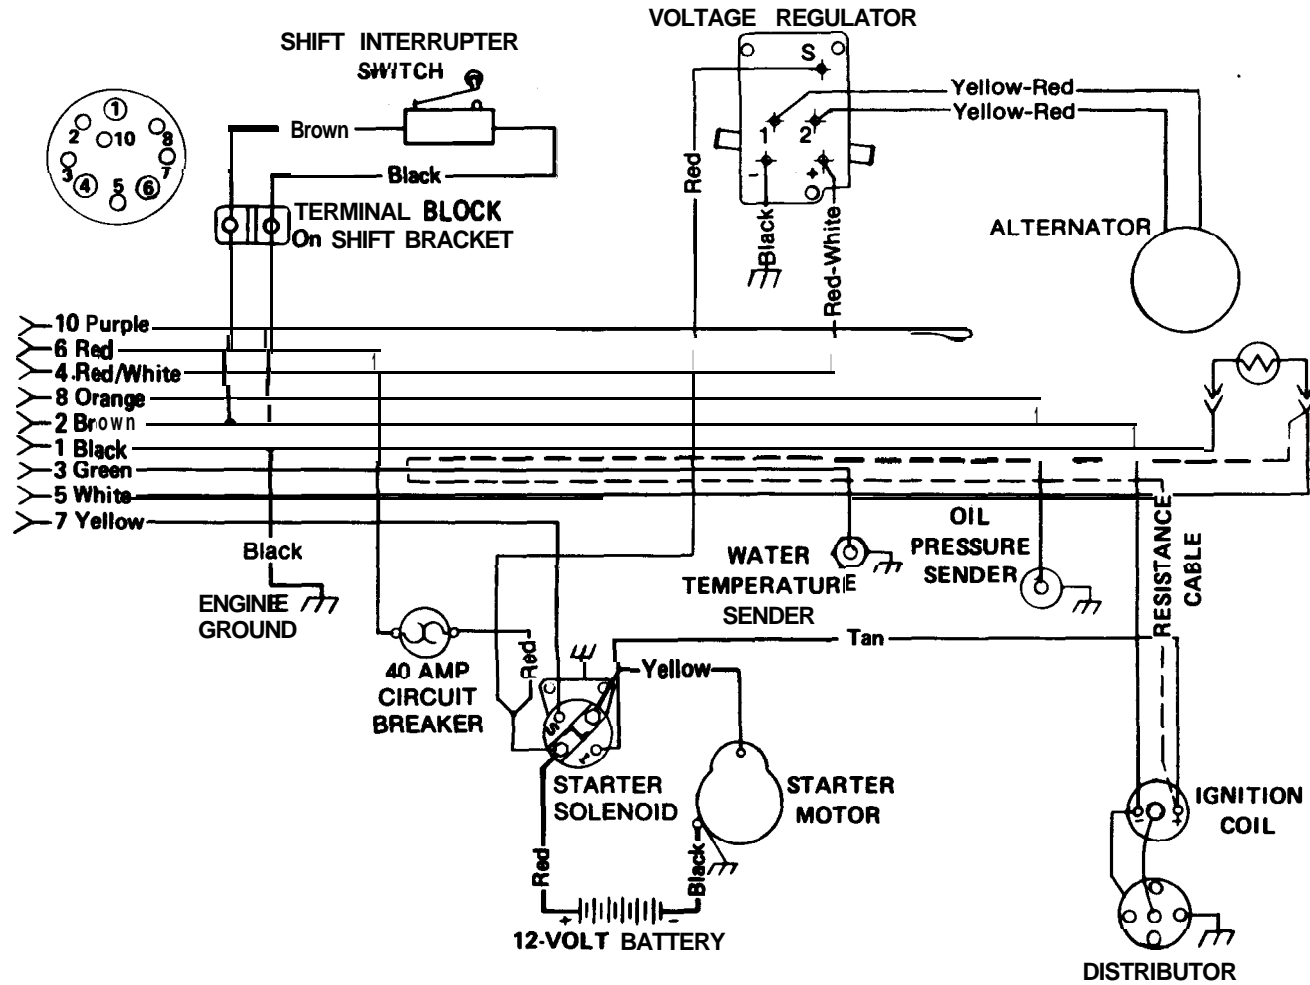 VOLTAGE REGULATOR
SHIFT INTERRUPTER
SWITCH
S
Yellow-Red
Yellow-Red
1
2
10
8
3
7
4
5
6
Brown
1
2
Black
Red
-
+
TERMINAL BLOCK
On SHIFT BRACKET
Black
Red-White
ALTERNATOR
10 Purple
6 Red
4 Red/White
8 Orange
2 Brown
1 Black
3 Green
5 White
7 Yellow
Black
ENGINE
GROUND
WATER
TEMPERATURE
SENDER
OIL
PRESSURE
SENDER
RESISTANCE
CABLE
40 AMP
CIRCUIT
BREAKER
Red
Tan
Yellow
S
I
STARTER
SOLENOID
STARTER
MOTOR
IGNITION
COIL
-
+
Red
Black
+
-
12-VOLT BATTERY
DISTRIBUTOR